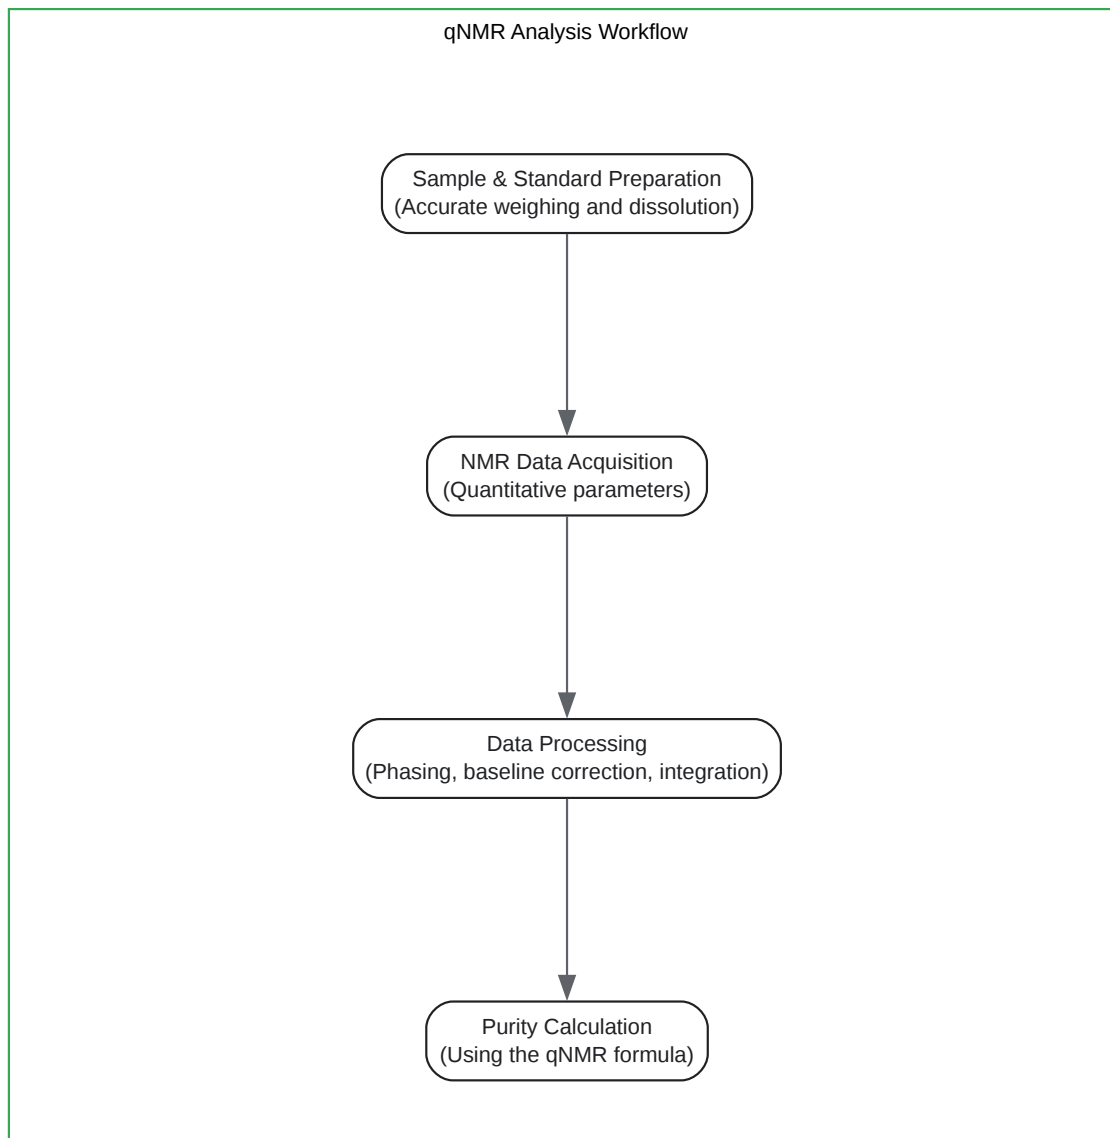 qNMR Analysis Workflow
Sample & Standard Preparation
(Accurate weighing and dissolution)
NMR Data Acquisition
(Quantitative parameters)
Data Processing
(Phasing, baseline correction, integration)
Purity Calculation
(Using the qNMR formula)